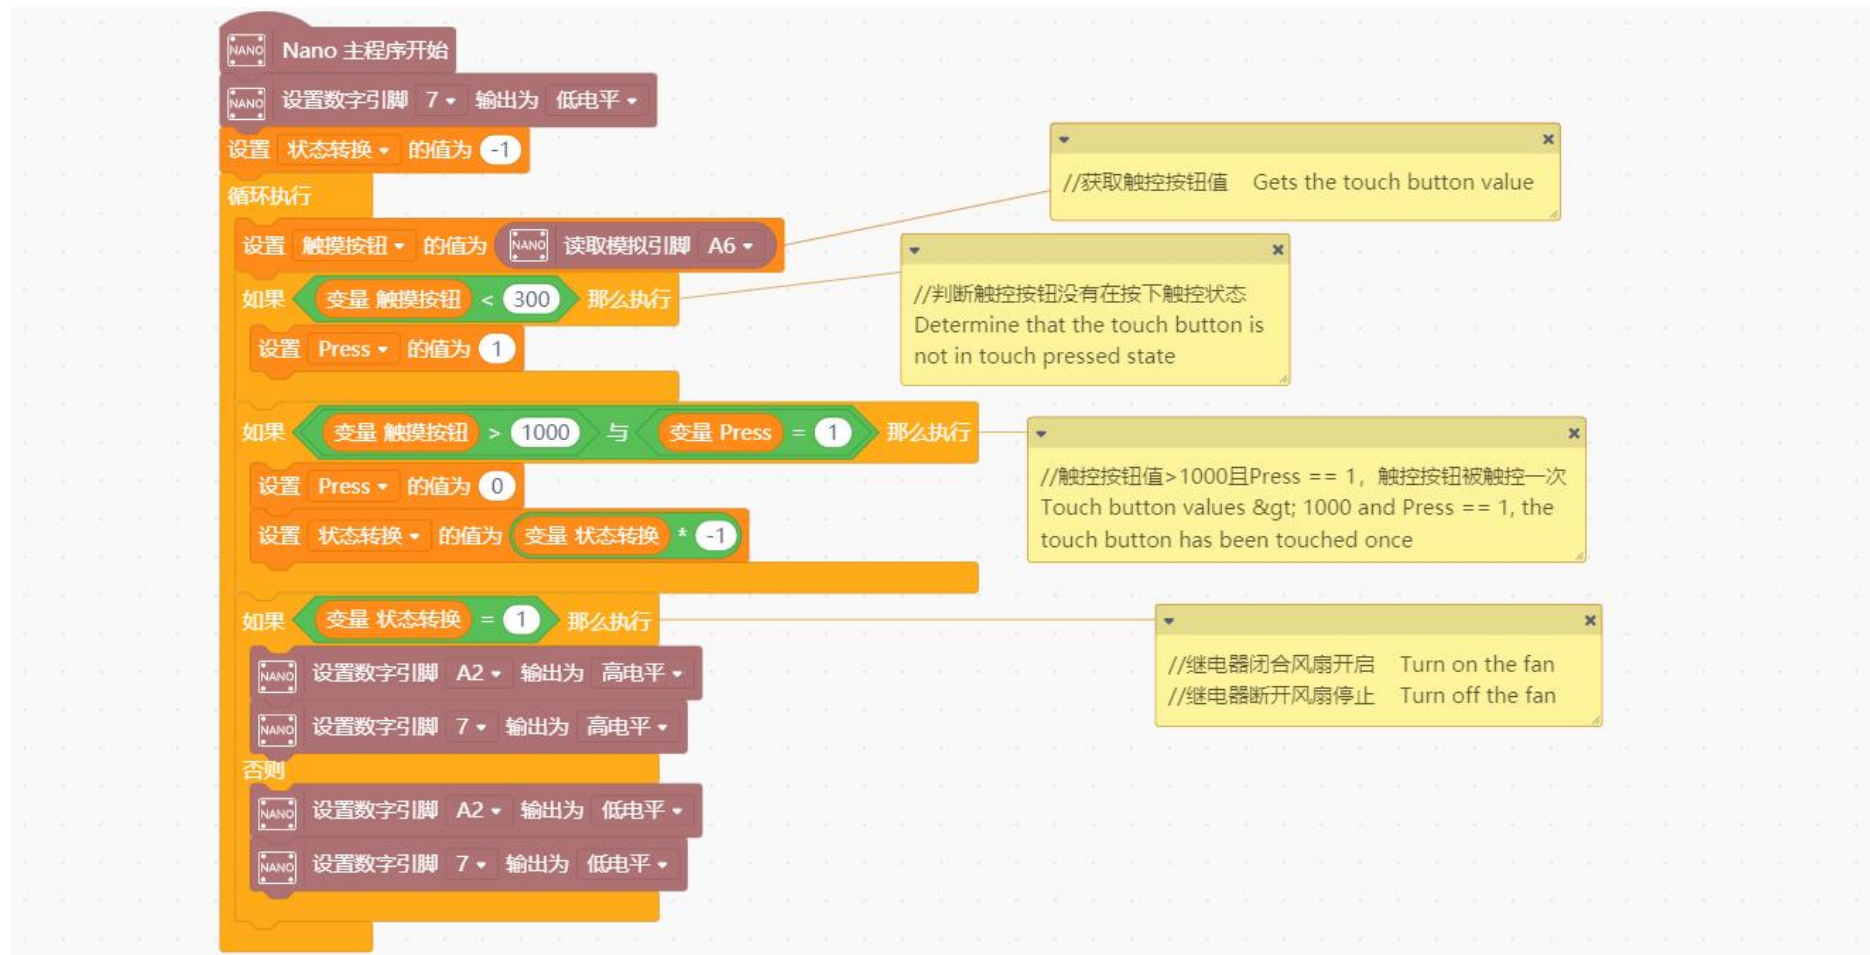 NANO Nano 主程序开始
NANO 设置数字引脚 7 输出为 低电平
设置 状态转换 的值为 -1
循环执行
设置 触摸按钮 的值为 NANO 读取模拟引脚 A6
//获取触控按钮值 Gets the touch button value
如果 变量 触摸按钮 < 300 那么执行
//判断触控按钮没有在按下触控状态
Determine that the touch button is
not in touch pressed state
设置 Press 的值为 1
如果 变量 触摸按钮 > 1000 与 变量 Press = 1 那么执行
//触控按钮值>1000且Press == 1，触控按钮被触控一次
Touch button values &gt; 1000 and Press == 1, the
touch button has been touched once
设置 Press 的值为 0
设置 状态转换 的值为 变量 状态转换 * -1
如果 变量 状态转换 = 1 那么执行
//继电器闭合风扇开启 Turn on the fan
//继电器断开风扇停止 Turn off the fan
NANO 设置数字引脚 A2 输出为 高电平
NANO 设置数字引脚 7 输出为 高电平
否则
NANO 设置数字引脚 A2 输出为 低电平
NANO 设置数字引脚 7 输出为 低电平